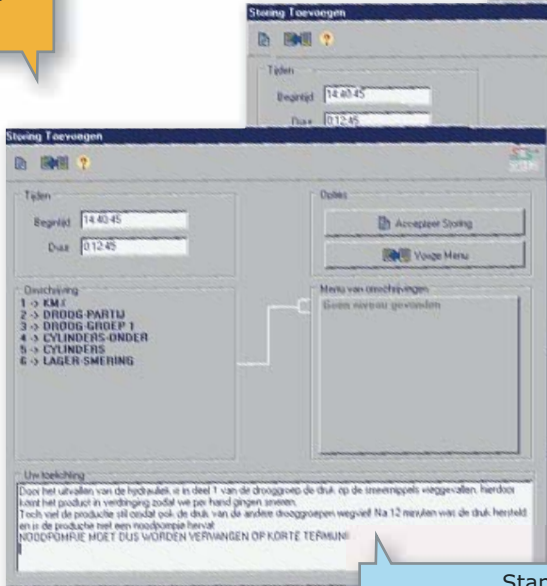 Storing Toevoegen
Tijden
Begintijd 14:40:45
Duur 0:12:45
Storing Toevoegen
Tijden
Begintijd 14:40:45
Duur 0:12:45
Opties
Accepteer Storing
Vorige Menu
Omschrijving
1 -> KM
2 -> DROOG-PARTIJ
3 -> DROOG-GROEP 1
4 -> CYLINDERS-ONDER
5 -> CYLINDERS
6 -> LAGER-SMERING
Menu van omschrijvingen
Geen niveau gevonden
Uw toelichting
Door het uitvallen van de hydrauliek is in deel 1 van de drooggroep de druk op de smeernippels weggevallen, hierdoor
komt het product in verdringing zodat we per hand gingen smeren.
Toch viel de productie stil omdat ook de druk van de andere drooggroepen wegviel! Na 12 minuten was de druk hersteld
en is de productie met een noodpompje hervat
NOODPOMPJE MOET DUS WORDEN VERVANGEN OP KORTE TERMIJN!